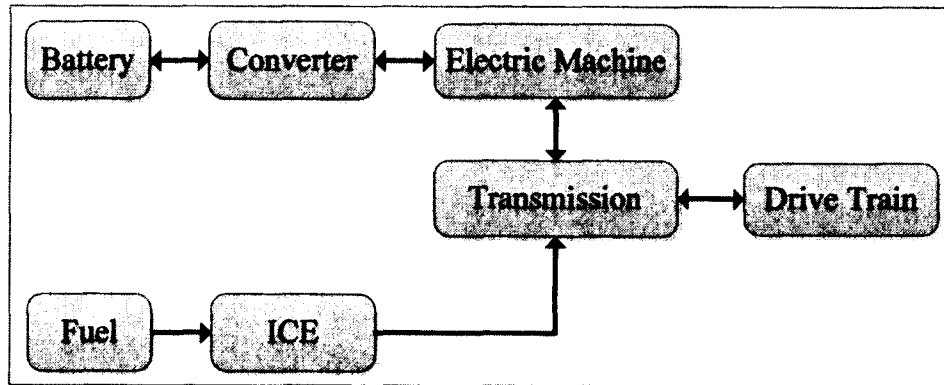 Battery
Converter
Electric Machine
Transmission
Drive Train
Fuel
ICE